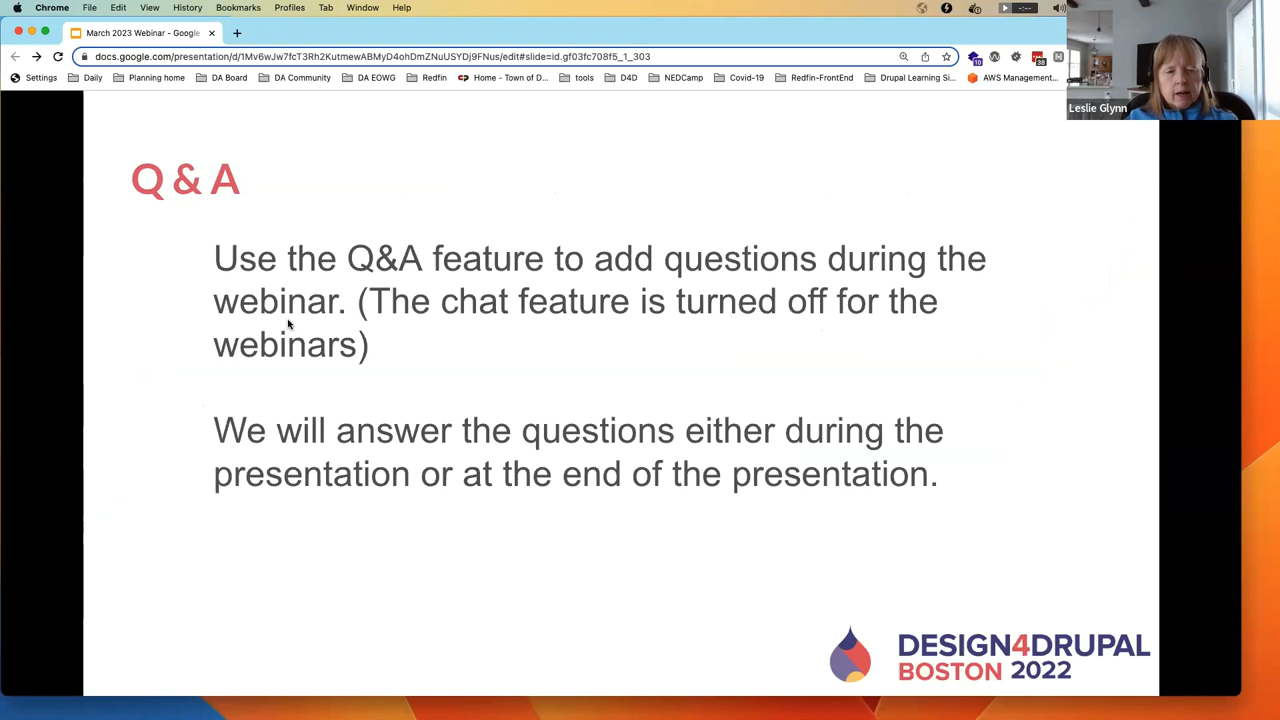 Chrome File Edit View History Bookmarks Profiles Tab Window Help
March 2023 Webinar - Google
docs.google.com/presentation/d/1Mv6wJw7fcT3Rh2KutmewABMyD4ohDmZNuUSYDj9FNus/edit#slide=id.gf03fc708f5_1_303
Settings Daily Planning home DA Board DA Community DA EOWG Redfin Home - Town of D... tools D4D NEDCamp Covid-19 Redfin-FrontEnd Drupal Learning Si... AWS Management...
Leslie Glynn
Q & A
Use the Q&A feature to add questions during the
webinar. (The chat feature is turned off for the
webinars)
We will answer the questions either during the
presentation or at the end of the presentation.
DESIGN4DRUPAL
BOSTON 2022